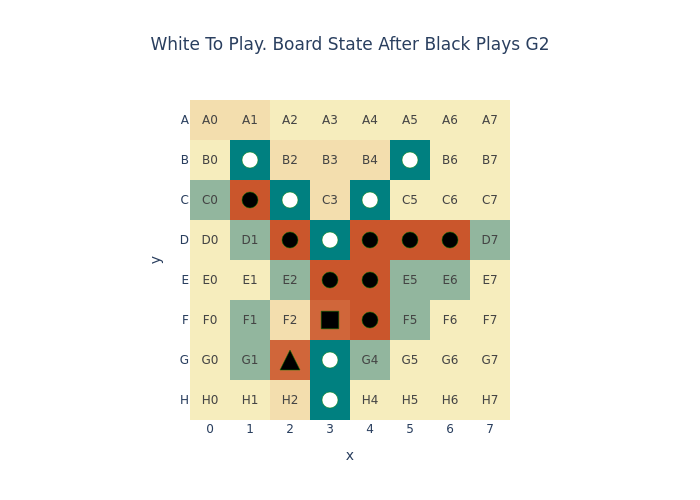 White To Play. Board State After Black Plays G2
A A0 A1 A2 A3 A4 A5 A6 A7
B B0 B2 B3 B4 B6 B7
C C0 C3 C5 C6 C7
D D0 D1 D7
E E0 E1 E2 E5 E6 E7
F F0 F1 F2 F5 F6 F7
G G0 G1 G4 G5 G6 G7
H H0 H1 H2 H4 H5 H6 H7
0 1 2 3 4 5 6 7
x
y